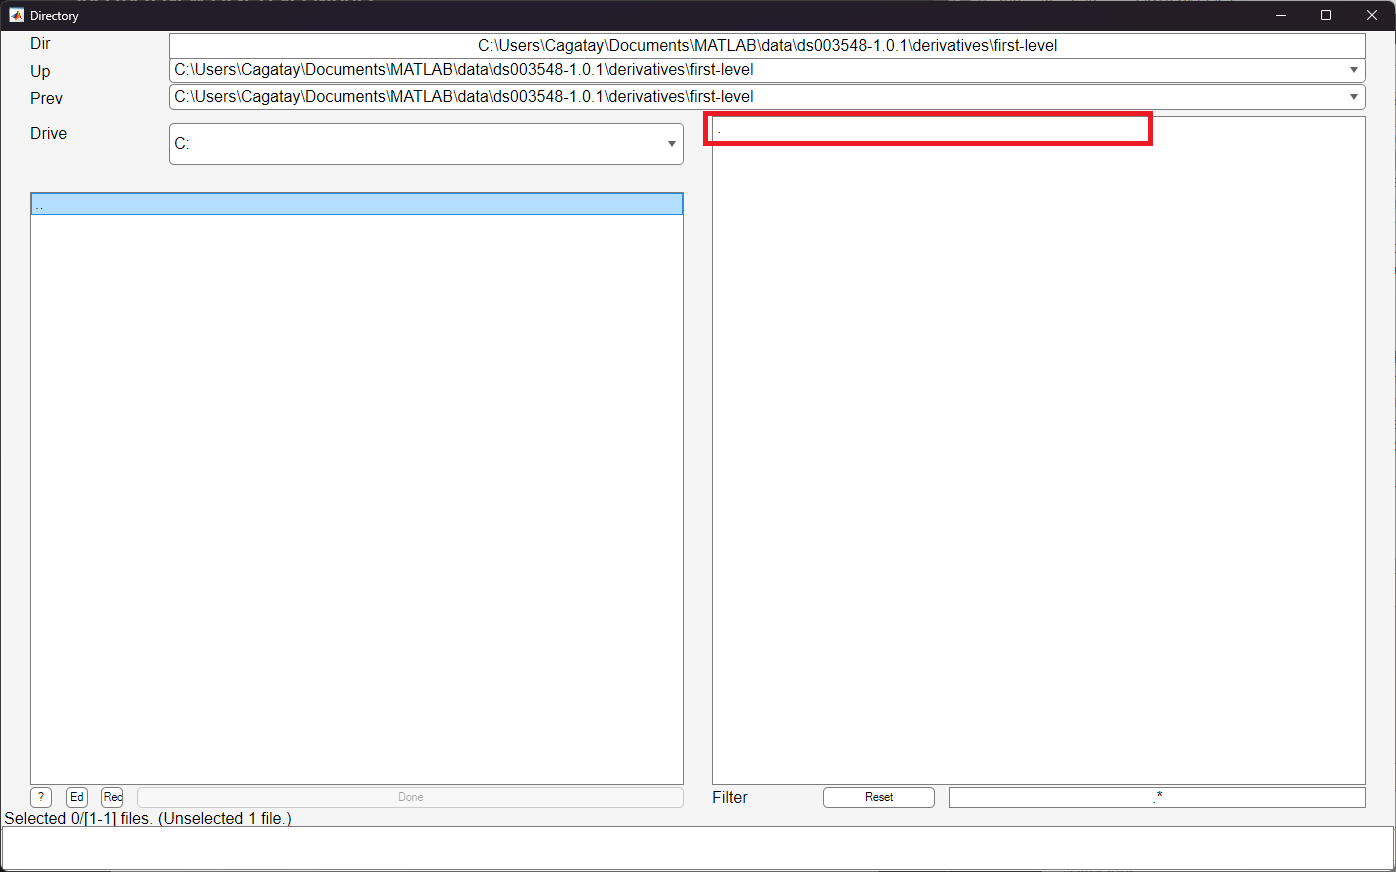 Directory
Dir
C:\Users\Cagatay\Documents\MATLAB\data\ds003548-1.0.1\derivatives\first-level
Up
C:\Users\Cagatay\Documents\MATLAB\data\ds003548-1.0.1\derivatives\first-level
Prev
C:\Users\Cagatay\Documents\MATLAB\data\ds003548-1.0.1\derivatives\first-level
Drive
C:
.
..
?
Ed
Rec
Done
Filter
Reset
.*
Selected 0/[1-1] files. (Unselected 1 file.)